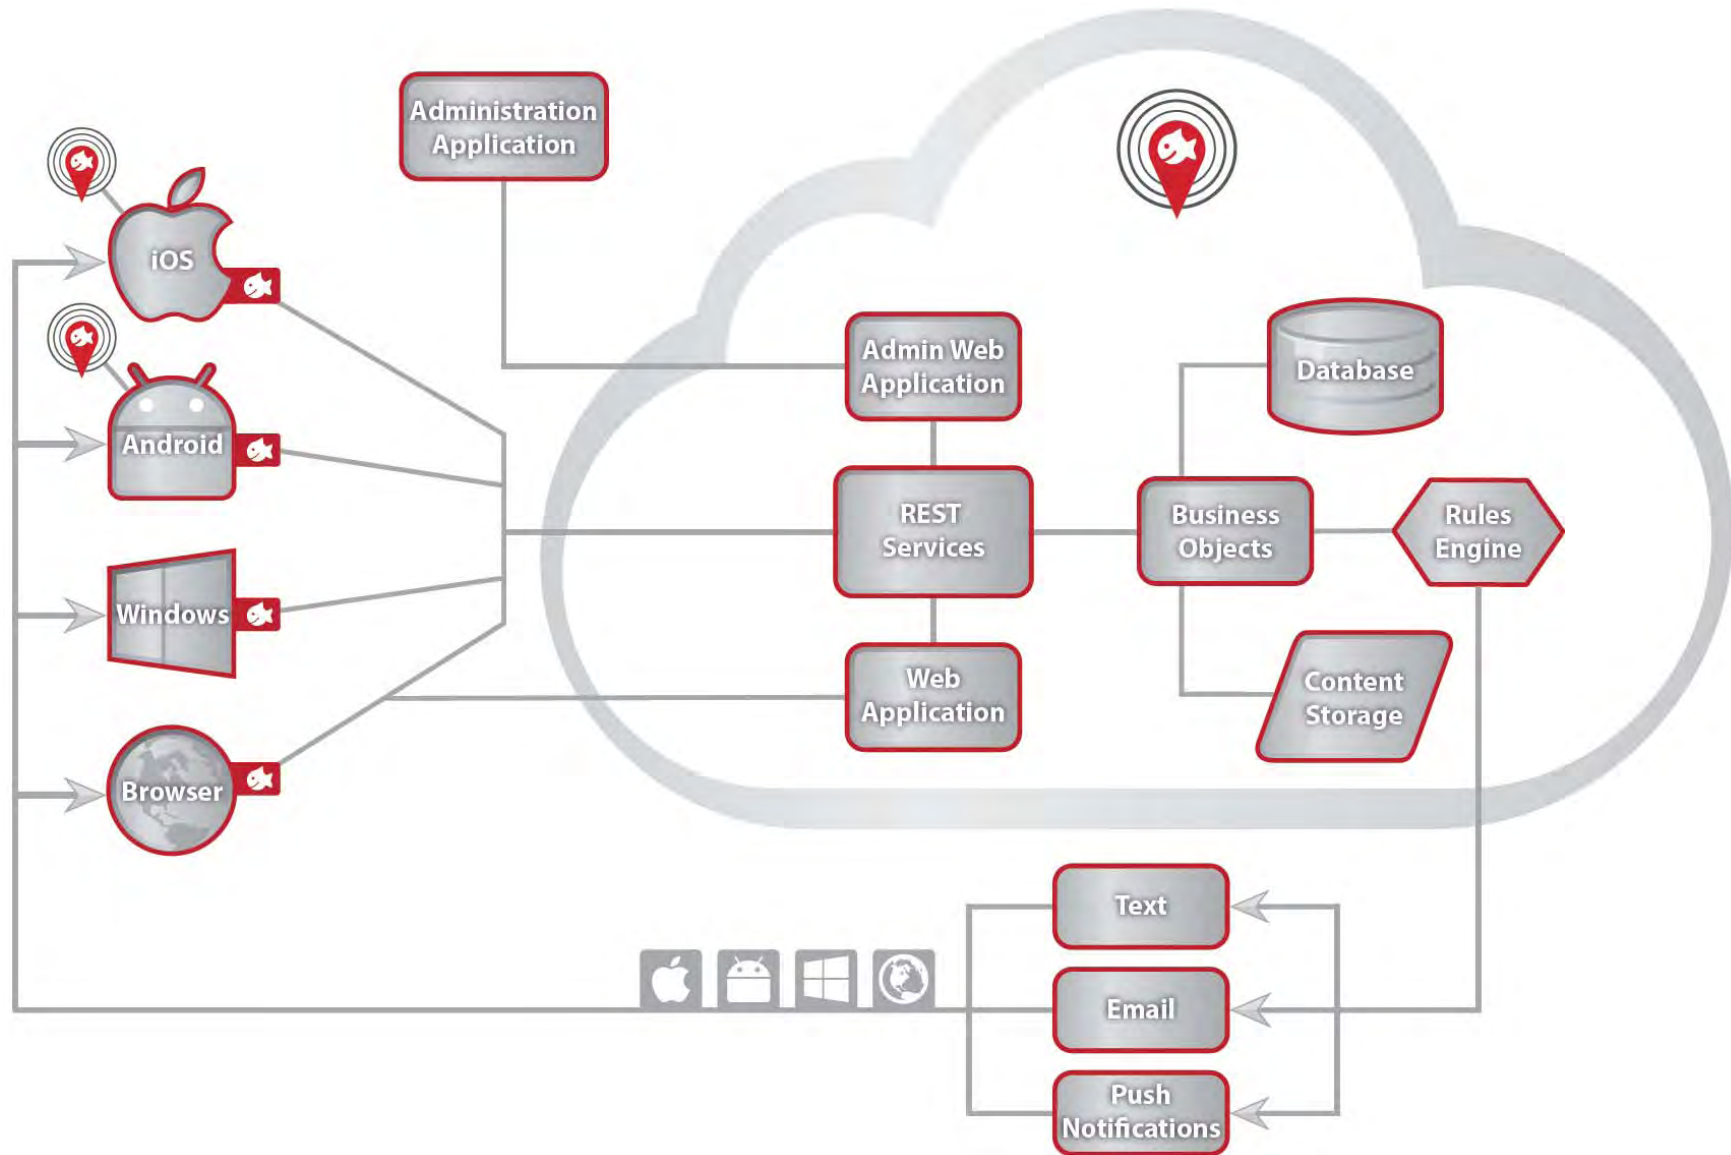 Administration
Application
iOS
Android
Windows
Browser
Admin Web
Application
REST
Services
Web
Application
Business
Objects
Database
Rules
Engine
Content
Storage
Text
Email
Push
Notifications